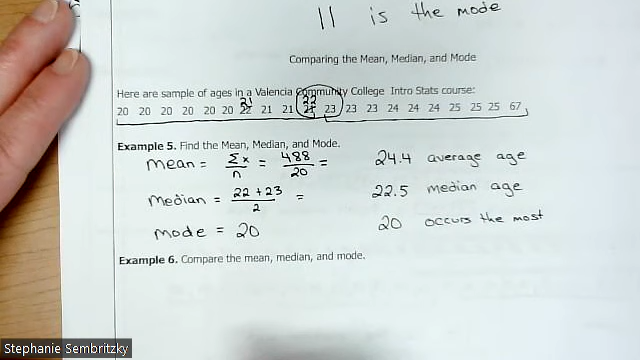 11 is the mode
Comparing the Mean, Median, and Mode
Here are sample of ages in a Valencia Community College Intro Stats course:
21 22
20 20 20 20 20 20 22 21 21 21 23 23 23 24 24 24 25 25 25 67
Example 5. Find the Mean, Median, and Mode.
mean = Σx/n = 488/20 = 24.4 average age
Median = 22 + 23/2 = 22.5 median age
mode = 20 20 occurs the most
Example 6. Compare the mean, median, and mode.
Stephanie Sembritzky